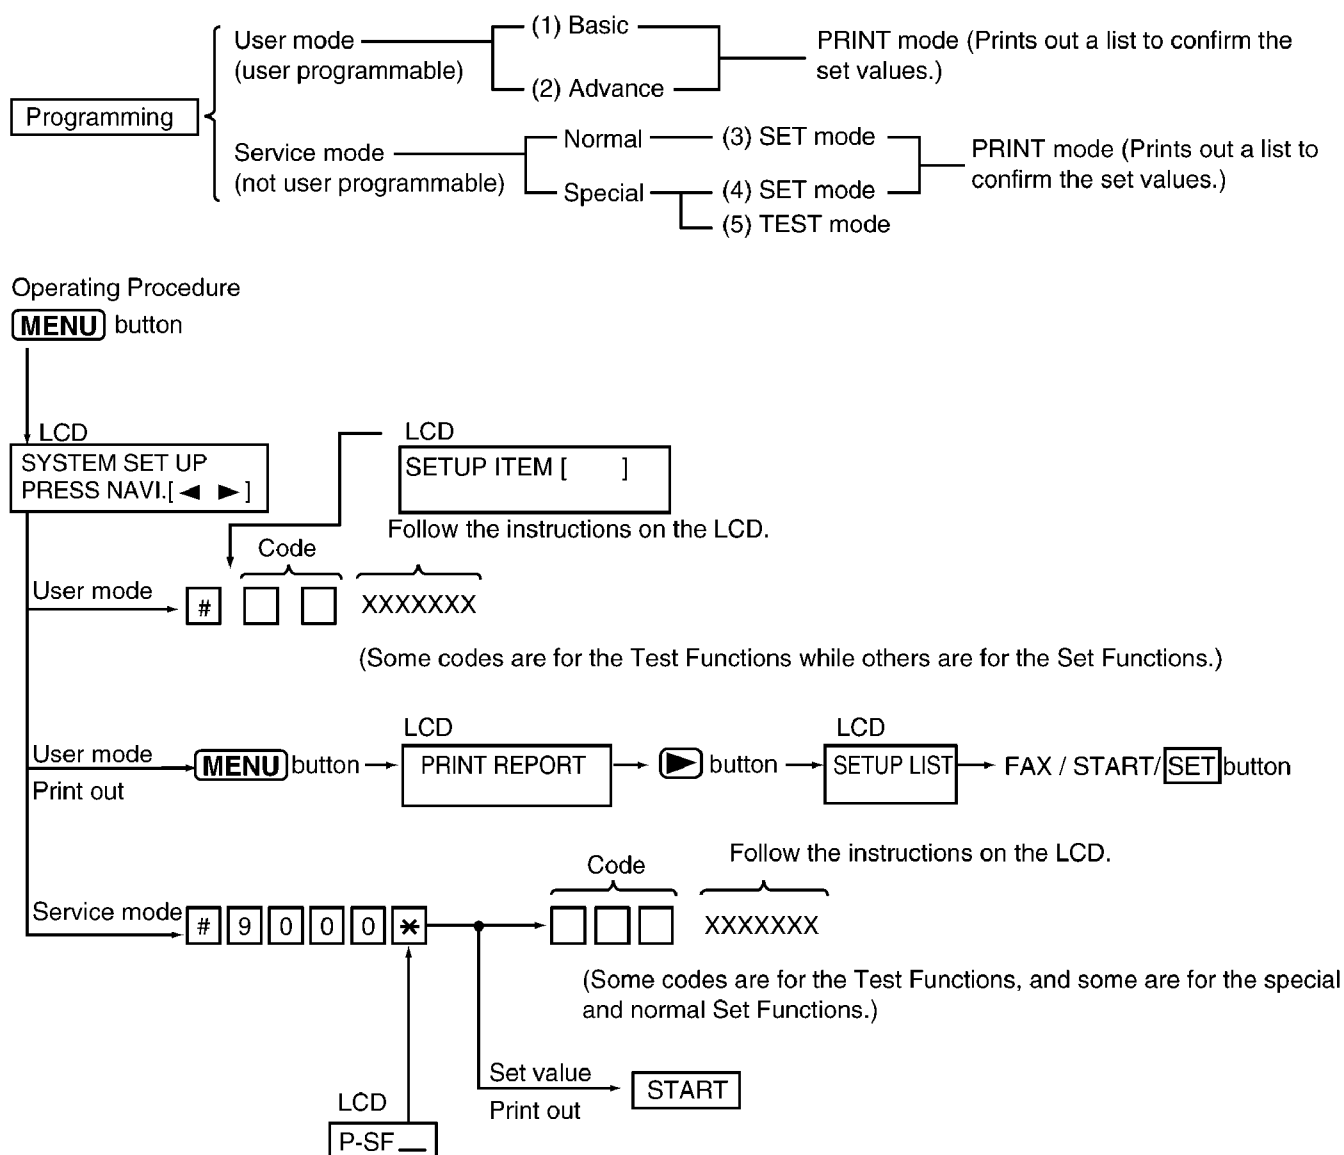 Programming
User mode
(user programmable)
(1) Basic
(2) Advance
PRINT mode (Prints out a list to confirm the
set values.)
Service mode
(not user programmable)
Normal
(3) SET mode
Special
(4) SET mode
(5) TEST mode
PRINT mode (Prints out a list to
confirm the set values.)
Operating Procedure
MENU button
LCD
SYSTEM SET UP
PRESS NAVI.[◄ ►]
LCD
SETUP ITEM [ ]
Follow the instructions on the LCD.
Code
User mode
# □ □ XXXXXXX
(Some codes are for the Test Functions while others are for the Set Functions.)
User mode
Print out
MENU button
LCD
PRINT REPORT
► button
LCD
SETUP LIST
FAX / START/ SET button
Service mode
# 9 0 0 0 *
Code
Follow the instructions on the LCD.
□ □ □ XXXXXXX
(Some codes are for the Test Functions, and some are for the special
and normal Set Functions.)
Set value
Print out
START
LCD
P-SF __